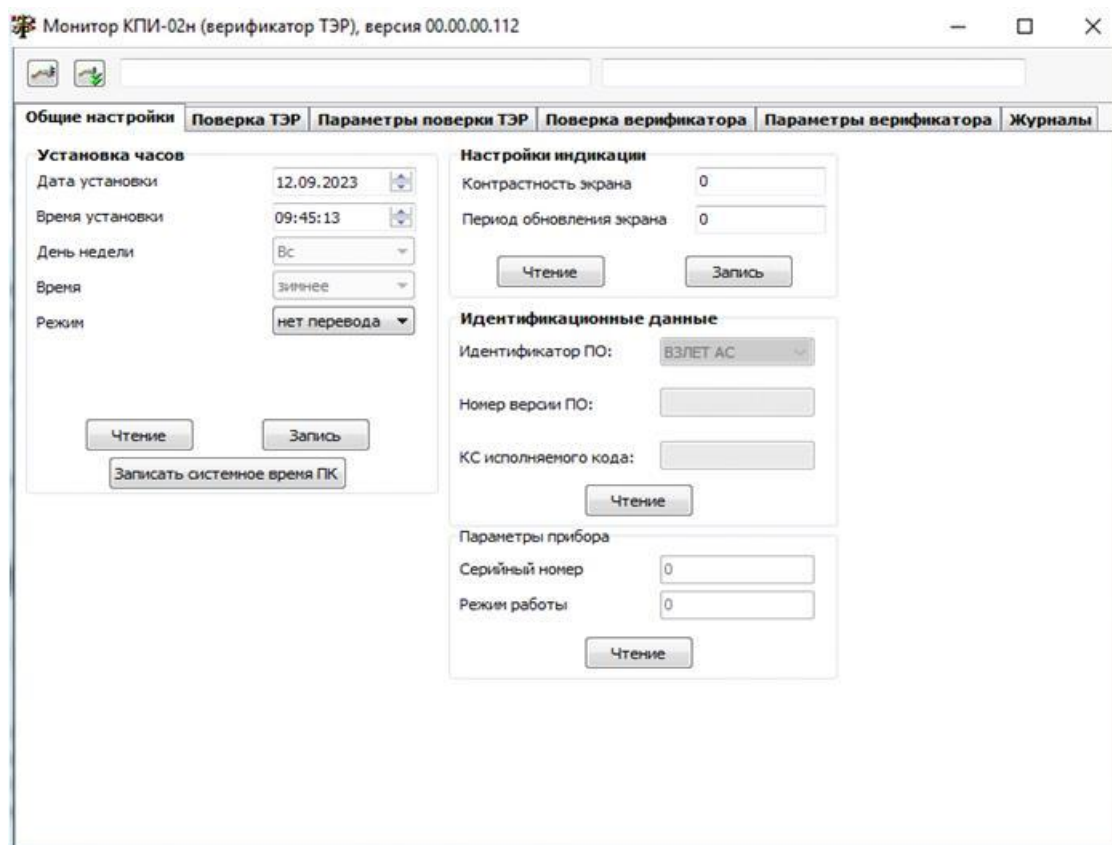 Монитор КПИ-02н (верификатор ТЭР), версия 00.00.00.112
Общие настройки
Поверка ТЭР
Параметры поверки ТЭР
Поверка верификатора
Параметры верификатора
Журналы
Установка часов
Дата установки
12.09.2023
Время установки
09:45:13
День недели
Вс
Время
зимнее
Режим
нет перевода
Чтение
Запись
Записать системное время ПК
Настройки индикации
Контрастность экрана
0
Период обновления экрана
0
Чтение
Запись
Идентификационные данные
Идентификатор ПО:
ВЗЛЕТ АС
Номер версии ПО:
КС исполняемого кода:
Чтение
Параметры прибора
Серийный номер
0
Режим работы
0
Чтение